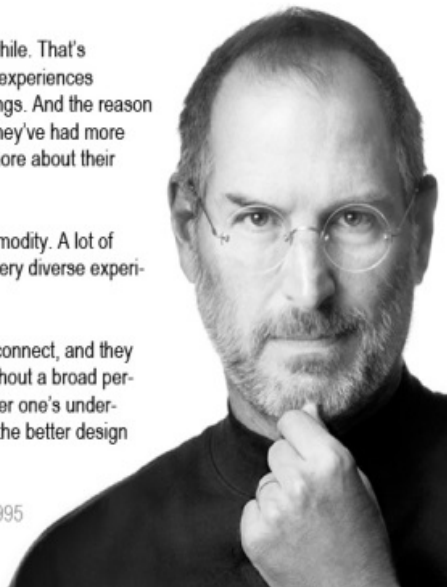 hile. That's
experiences
ngs. And the reason
hey've had more
ore about their
modity. A lot of
ery diverse experi-
connect, and they
hout a broad per-
er one's under-
the better design
995